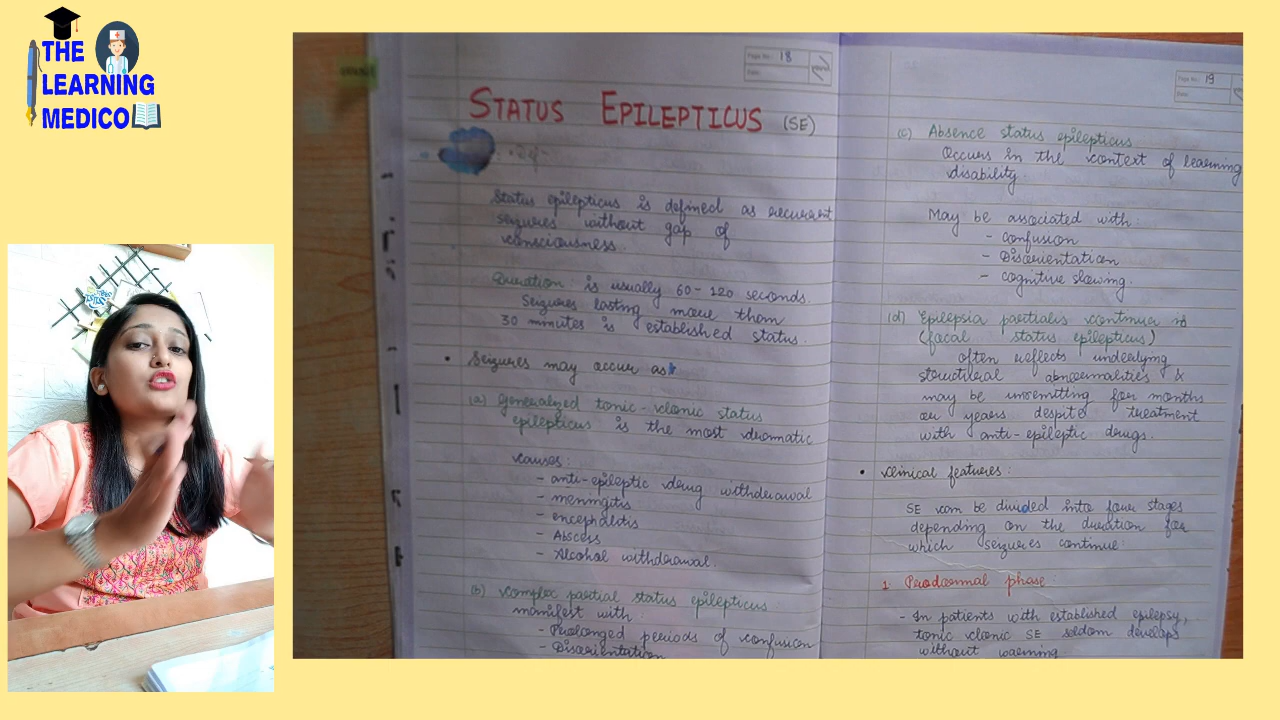 THE
LEARNING
MEDICO
Page No.: 18
Date:
STATUS EPILEPTICUS (SE)
Status epilepticus is defined as recurrent
seizures without gap of
consciousness.
Duration: is usually 60-120 seconds.
Seizures lasting more than
30 minutes is established status.
• Seizures may occur as
(a) Generalized tonic-clonic status
epilepticus is the most dramatic
causes:
- anti-epileptic drug withdrawal
- meningitis
- encephalitis
- Abscess
- Alcohol withdrawal.
(b) Complex partial status epilepticus
manifest with:
- Prolonged periods of confusion
- Disorientation
Page No.: 19
Date:
(c) Absence status epilepticus
Occurs in the context of learning
disability.
May be associated with:
- confusion
- Disorientation
- cognitive slowing.
(d) Epilepsia partialis continua is
(focal status epilepticus)
often reflects underlying
structural abnormalities &
may be unremitting for months
or years despite treatment
with anti-epileptic drugs.
• Clinical features:
SE can be divided into four stages
depending on the duration for
which seizures continue:
1. Prodromal phase:
- In patients with established epilepsy,
tonic clonic SE seldom develops
without warning.